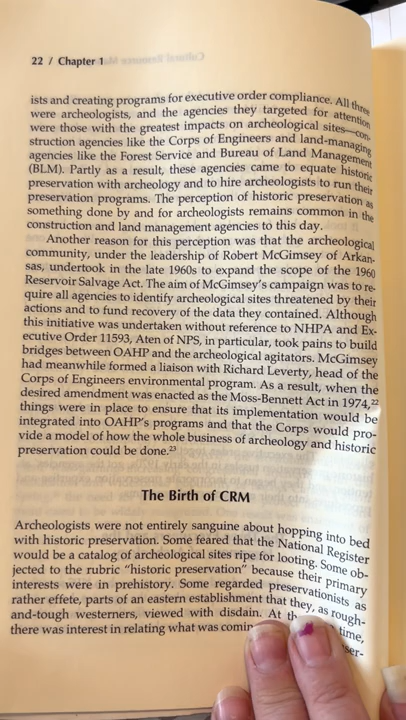 22 / Chapter 1
ists and creating programs for executive order compliance. All three
were archeologists, and the agencies they targeted for attention
were those with the greatest impacts on archeological sites—con-
struction agencies like the Corps of Engineers and land-managing
agencies like the Forest Service and Bureau of Land Management
(BLM). Partly as a result, these agencies came to equate historic
preservation with archeology and to hire archeologists to run their
preservation programs. The perception of historic preservation as
something done by and for archeologists remains common in the
construction and land management agencies to this day.
Another reason for this perception was that the archeological
community, under the leadership of Robert McGimsey of Arkan-
sas, undertook in the late 1960s to expand the scope of the 1960
Reservoir Salvage Act. The aim of McGimsey's campaign was to re-
quire all agencies to identify archeological sites threatened by their
actions and to fund recovery of the data they contained. Although
this initiative was undertaken without reference to NHPA and Ex-
ecutive Order 11593, Aten of NPS, in particular, took pains to build
bridges between OAHP and the archeological agitators. McGimsey
had meanwhile formed a liaison with Richard Leverty, head of the
Corps of Engineers environmental program. As a result, when the
desired amendment was enacted as the Moss-Bennett Act in 1974,22
things were in place to ensure that its implementation would be
integrated into OAHP's programs and that the Corps would pro-
vide a model of how the whole business of archeology and historic
preservation could be done.23
The Birth of CRM
Archeologists were not entirely sanguine about hopping into bed
with historic preservation. Some feared that the National Register
would be a catalog of archeological sites ripe for looting. Some ob-
jected to the rubric "historic preservation" because their primary
interests were in prehistory. Some regarded preservationists as
rather effete, parts of an eastern establishment that they, as rough-
and-tough westerners, viewed with disdain. At time,
there was interest in relating what was